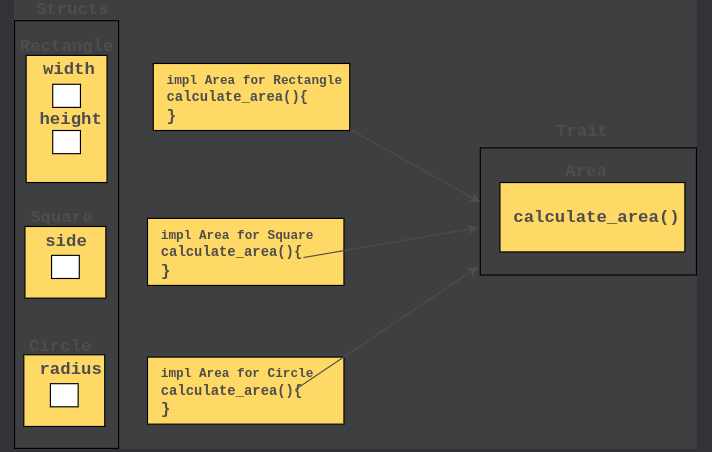 Structs
Rectangle
width
height
impl Area for Rectangle
calculate_area(){
}
Square
side
impl Area for Square
calculate_area(){
}
Circle
radius
impl Area for Circle
calculate_area(){
}
Trait
Area
calculate_area()